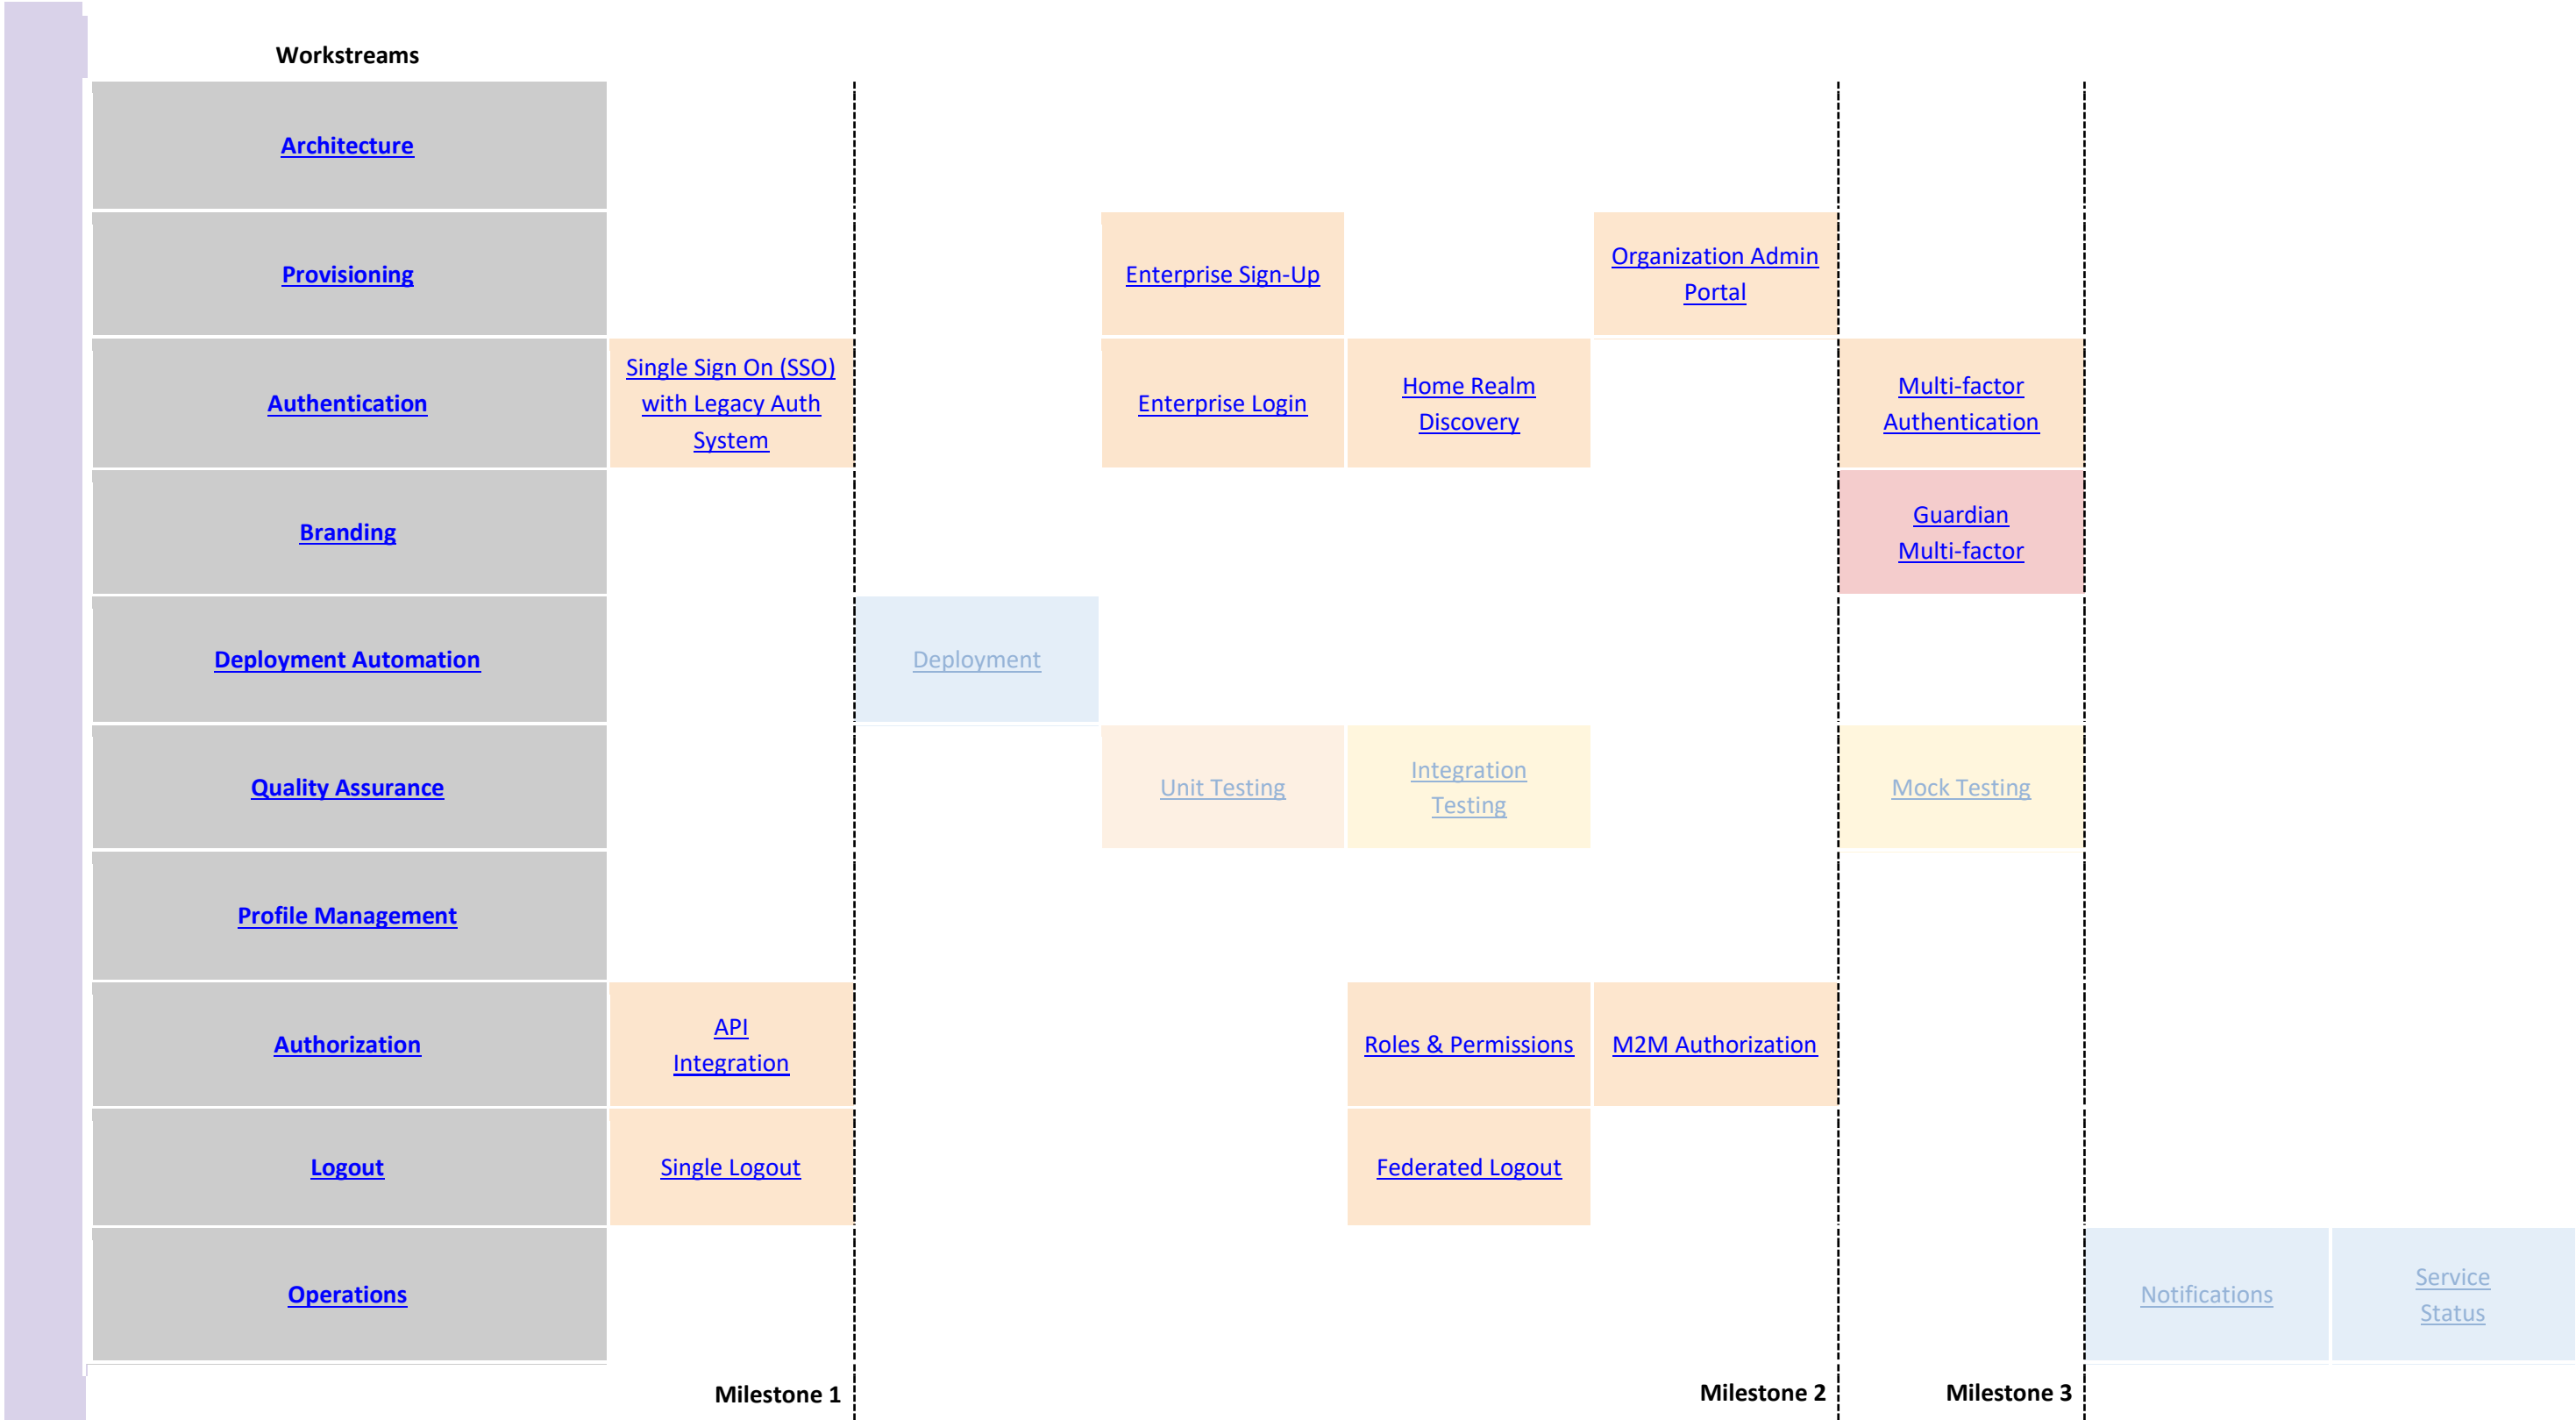 Workstreams
Architecture
Provisioning
Enterprise Sign-Up
Organization Admin
Portal
Authentication
Single Sign On (SSO)
with Legacy Auth
System
Enterprise Login
Home Realm
Discovery
Multi-factor
Authentication
Branding
Guardian
Multi-factor
Deployment Automation
Deployment
Quality Assurance
Unit Testing
Integration
Testing
Mock Testing
Profile Management
Authorization
API
Integration
Roles & Permissions
M2M Authorization
Logout
Single Logout
Federated Logout
Operations
Notifications
Service
Status
Milestone 1
Milestone 2
Milestone 3